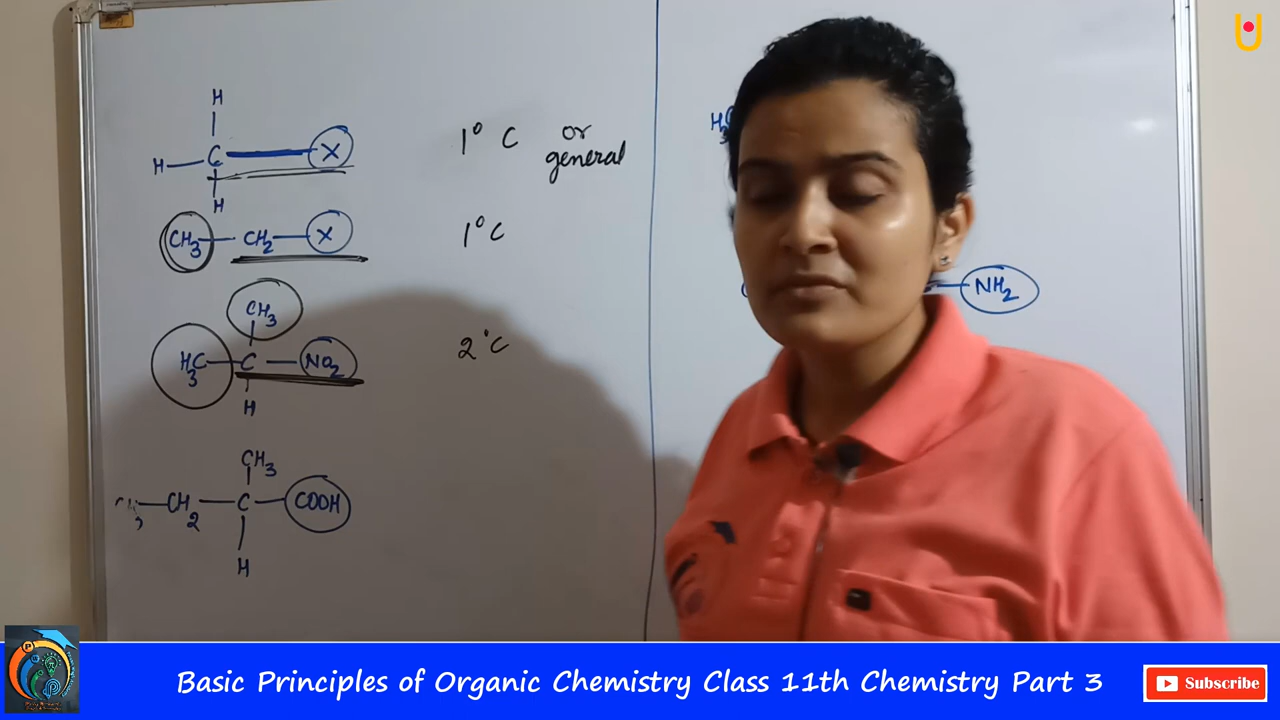 H
H C X 1° C or
general
H
CH3 CH2 X 1° C
CH3
H3C C NO2 2°C
H
CH3
CH2 C COOH
H
H3
NH2
Basic Principles of Organic Chemistry Class 11th Chemistry Part 3
Subscribe